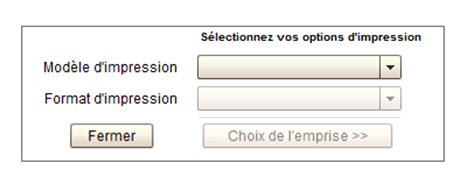 Sélectionnez vos options d'impression
Modèle d'impression
Format d'impression
Fermer
Choix de l'emprise >>